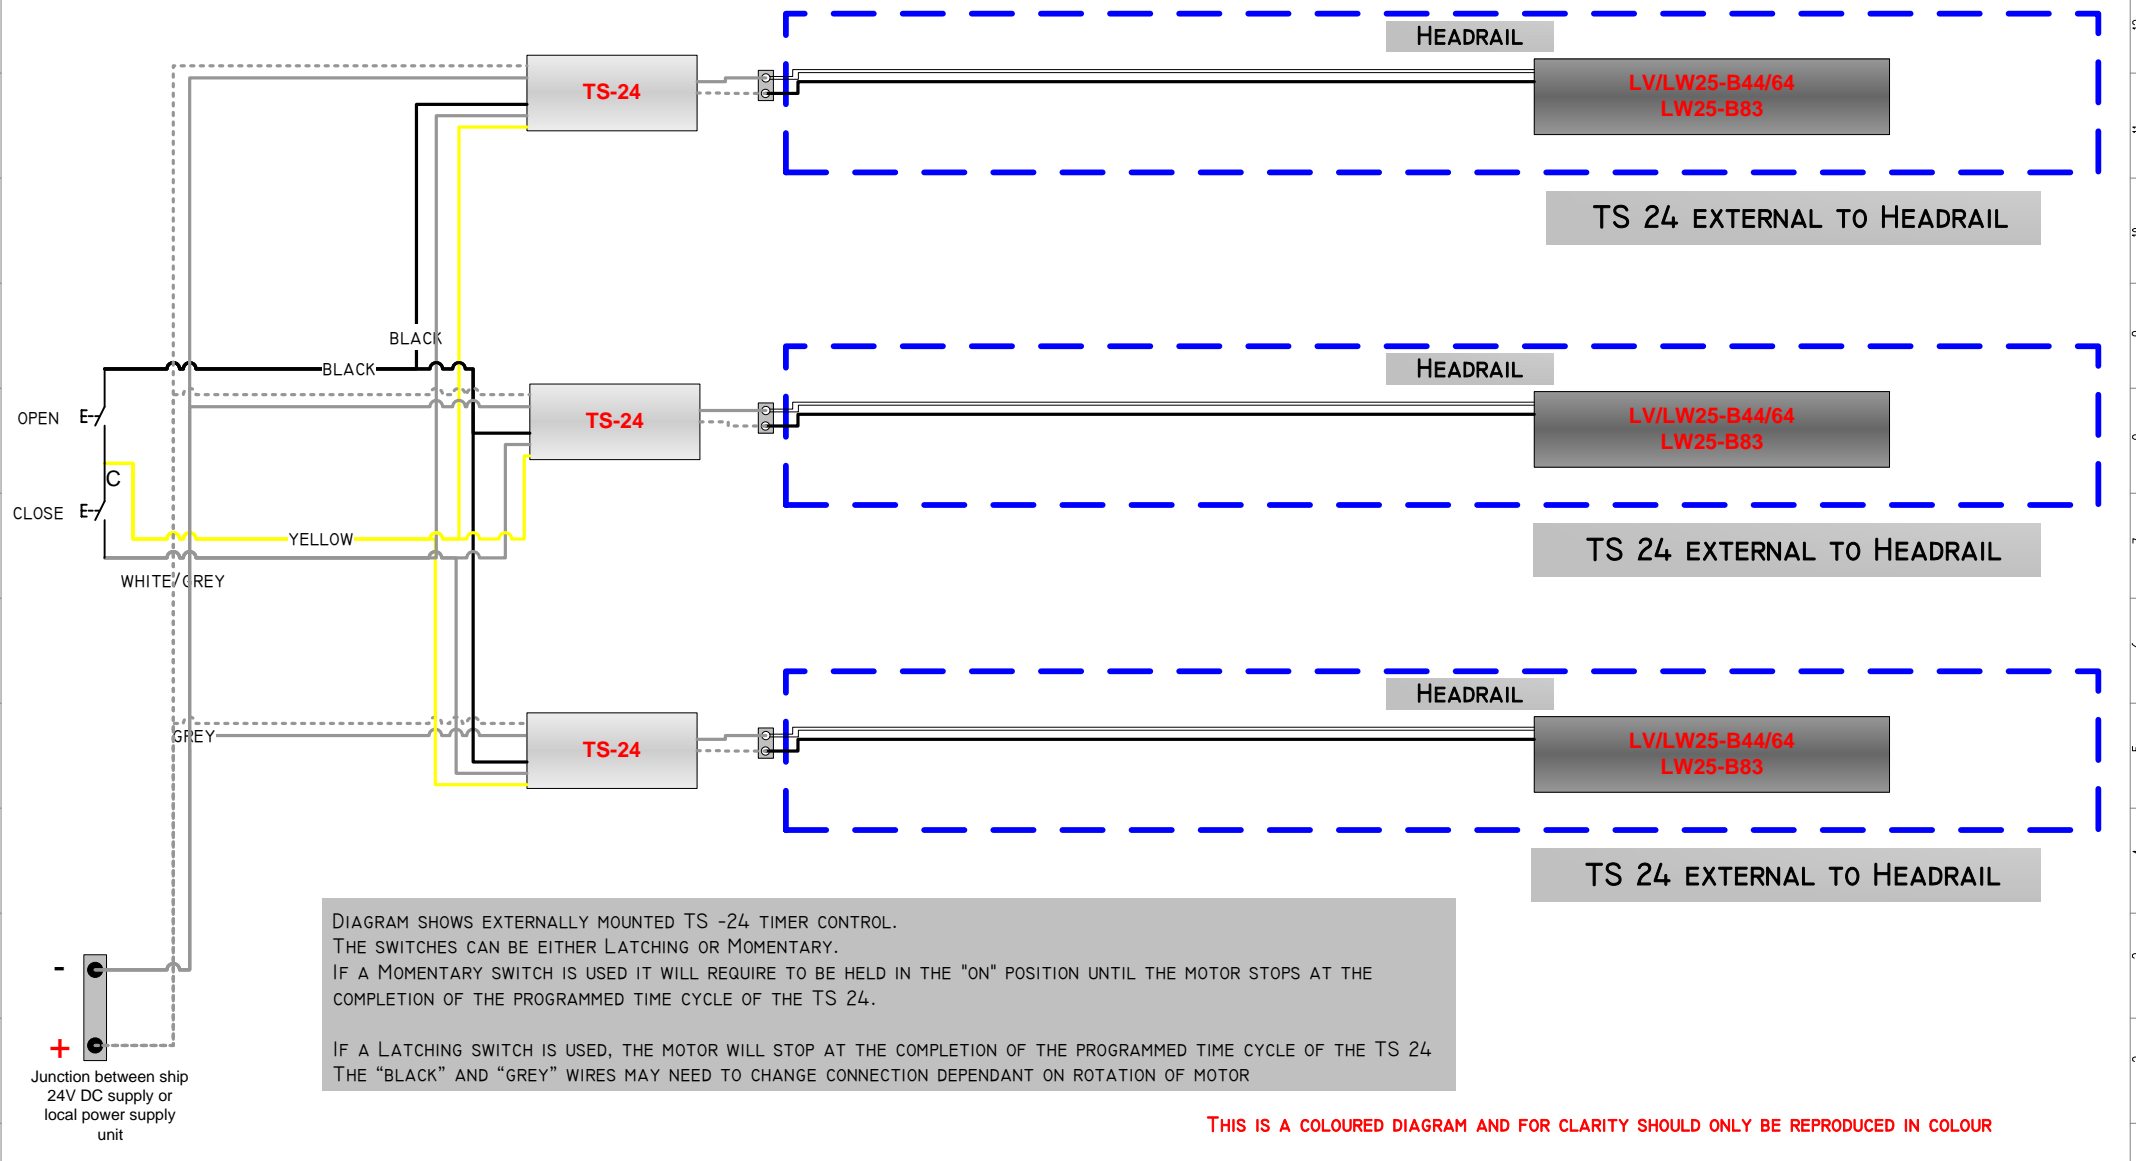 HEADRAIL
TS-24
LV/LW25-B44/64
LW25-B83
TS 24 EXTERNAL TO HEADRAIL
BLACK
BLACK
HEADRAIL
OPEN
TS-24
LV/LW25-B44/64
LW25-B83
C
CLOSE
YELLOW
TS 24 EXTERNAL TO HEADRAIL
WHITE/GREY
HEADRAIL
GREY
TS-24
LV/LW25-B44/64
LW25-B83
TS 24 EXTERNAL TO HEADRAIL
DIAGRAM SHOWS EXTERNALLY MOUNTED TS -24 TIMER CONTROL.
THE SWITCHES CAN BE EITHER LATCHING OR MOMENTARY.
IF A MOMENTARY SWITCH IS USED IT WILL REQUIRE TO BE HELD IN THE "ON" POSITION UNTIL THE MOTOR STOPS AT THE
COMPLETION OF THE PROGRAMMED TIME CYCLE OF THE TS 24.
IF A LATCHING SWITCH IS USED, THE MOTOR WILL STOP AT THE COMPLETION OF THE PROGRAMMED TIME CYCLE OF THE TS 24
THE “BLACK” AND “GREY” WIRES MAY NEED TO CHANGE CONNECTION DEPENDANT ON ROTATION OF MOTOR
-
+
Junction between ship
24V DC supply or
local power supply
unit
THIS IS A COLOURED DIAGRAM AND FOR CLARITY SHOULD ONLY BE REPRODUCED IN COLOUR